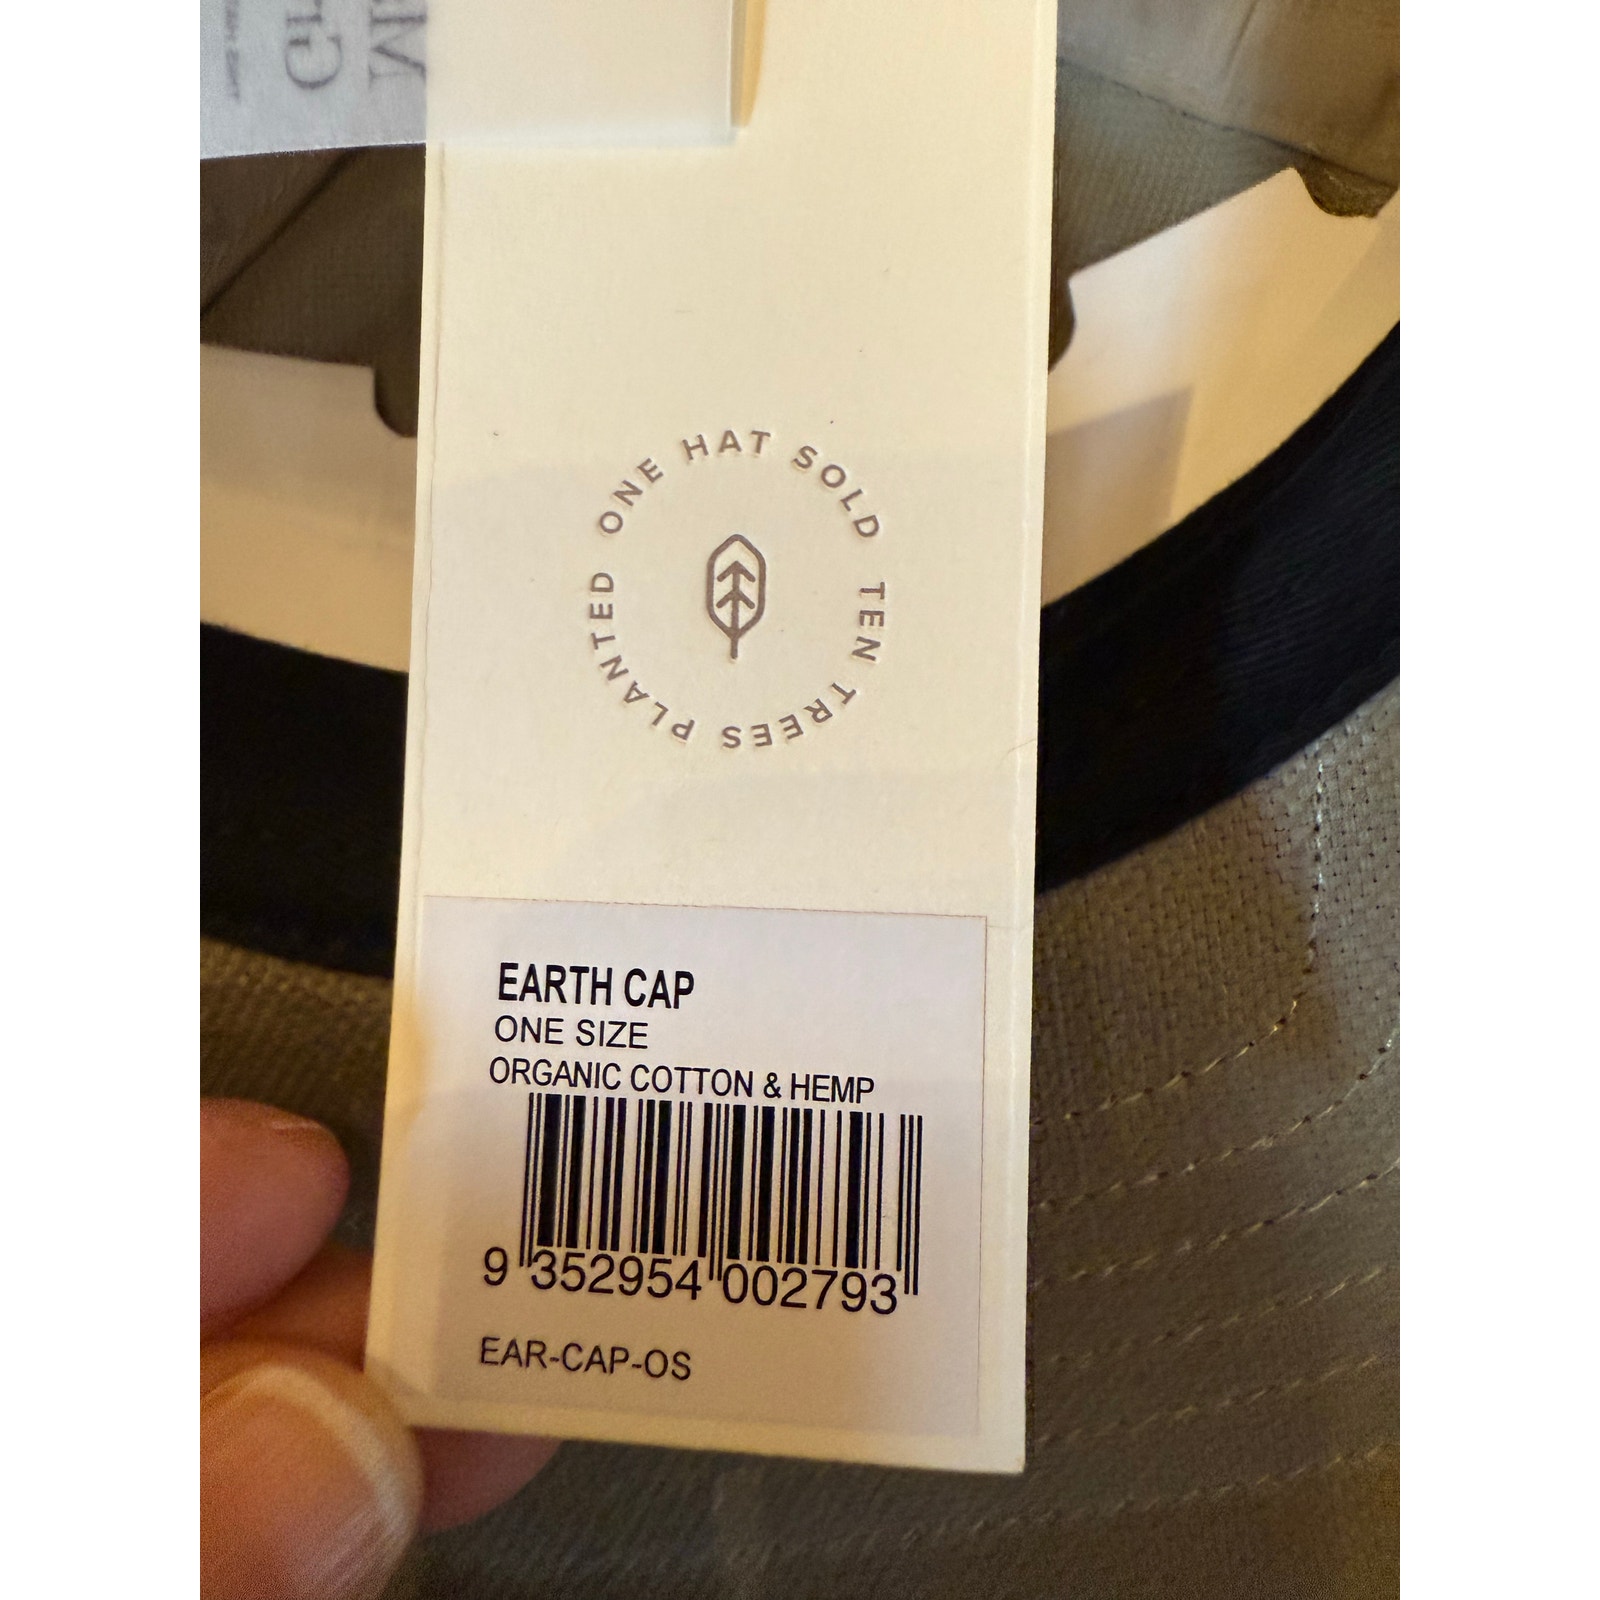 ONE HAT SOLD TEN TREES PLANTED
EARTH CAP
ONE SIZE
ORGANIC COTTON & HEMP
9 352954 002793
EAR-CAP-OS